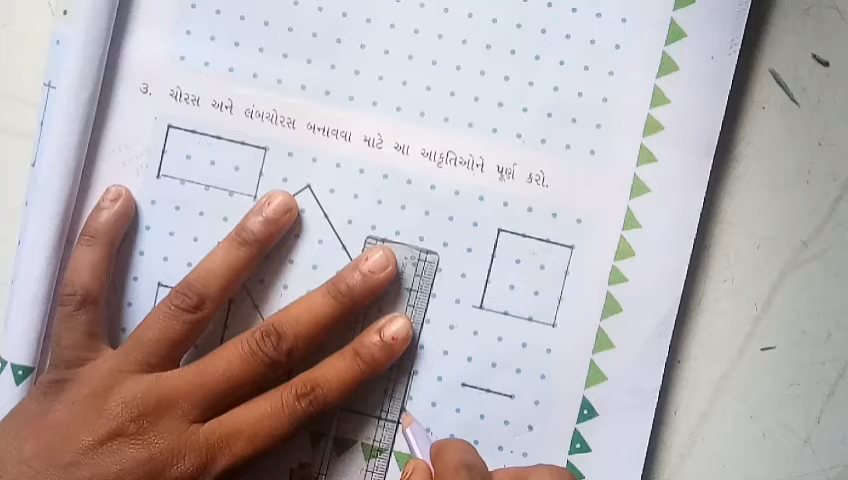 ૩. ચોરસ અને લંબચોરસ બનાવવા માટે આ આકૃતિઓને પૂર્ણ કરો.